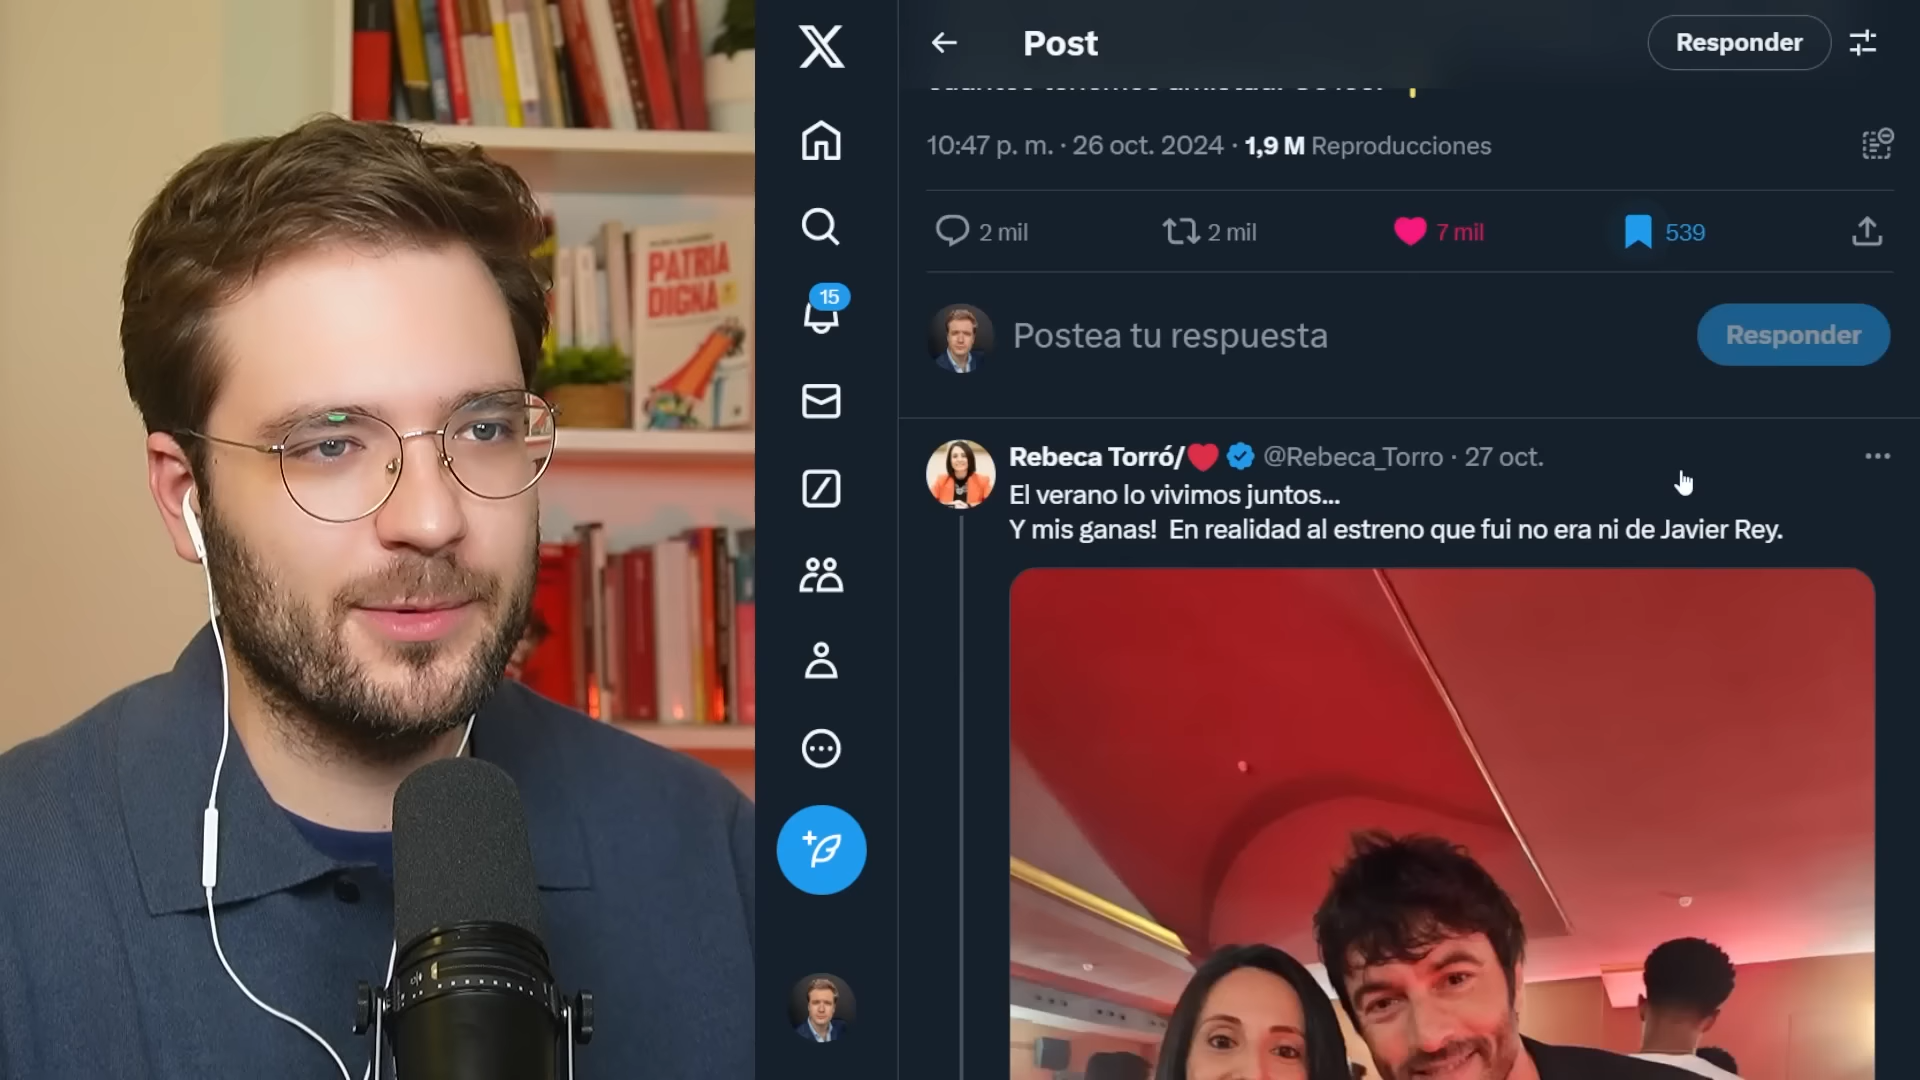 Post
Responder
10:47 p. m. · 26 oct. 2024 · 1,9 M Reproducciones
2 mil
2 mil
7 mil
539
15
Postea tu respuesta
Responder
Rebeca Torró/❤️ @Rebeca_Torro · 27 oct.
El verano lo vivimos juntos...
Y mis ganas! En realidad al estreno que fui no era ni de Javier Rey.
PATRIA
DIGNA